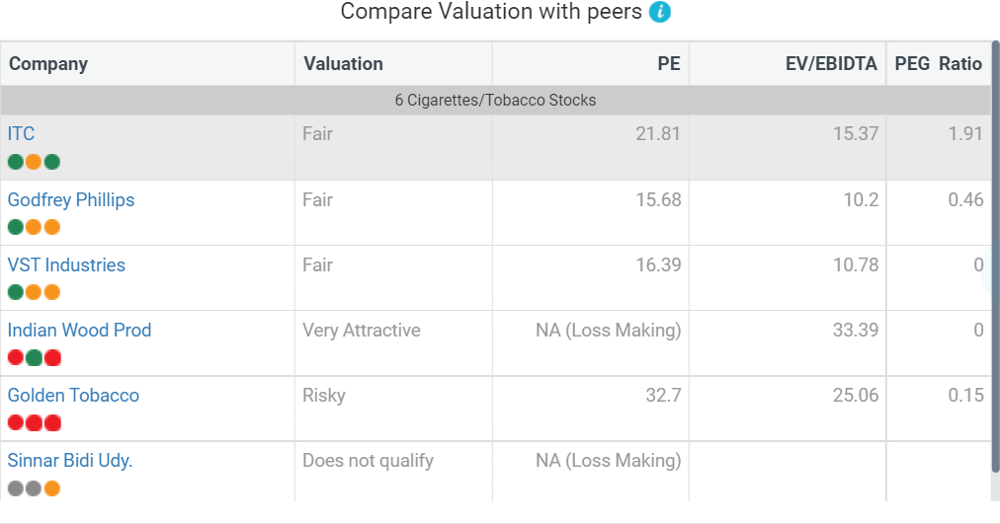 Compare Valuation with peers i
Company Valuation PE EV/EBIDTA PEG Ratio
6 Cigarettes/Tobacco Stocks
ITC Fair 21.81 15.37 1.91
Godfrey Phillips Fair 15.68 10.2 0.46
VST Industries Fair 16.39 10.78 0
Indian Wood Prod Very Attractive NA (Loss Making) 33.39 0
Golden Tobacco Risky 32.7 25.06 0.15
Sinnar Bidi Udy. Does not qualify NA (Loss Making)